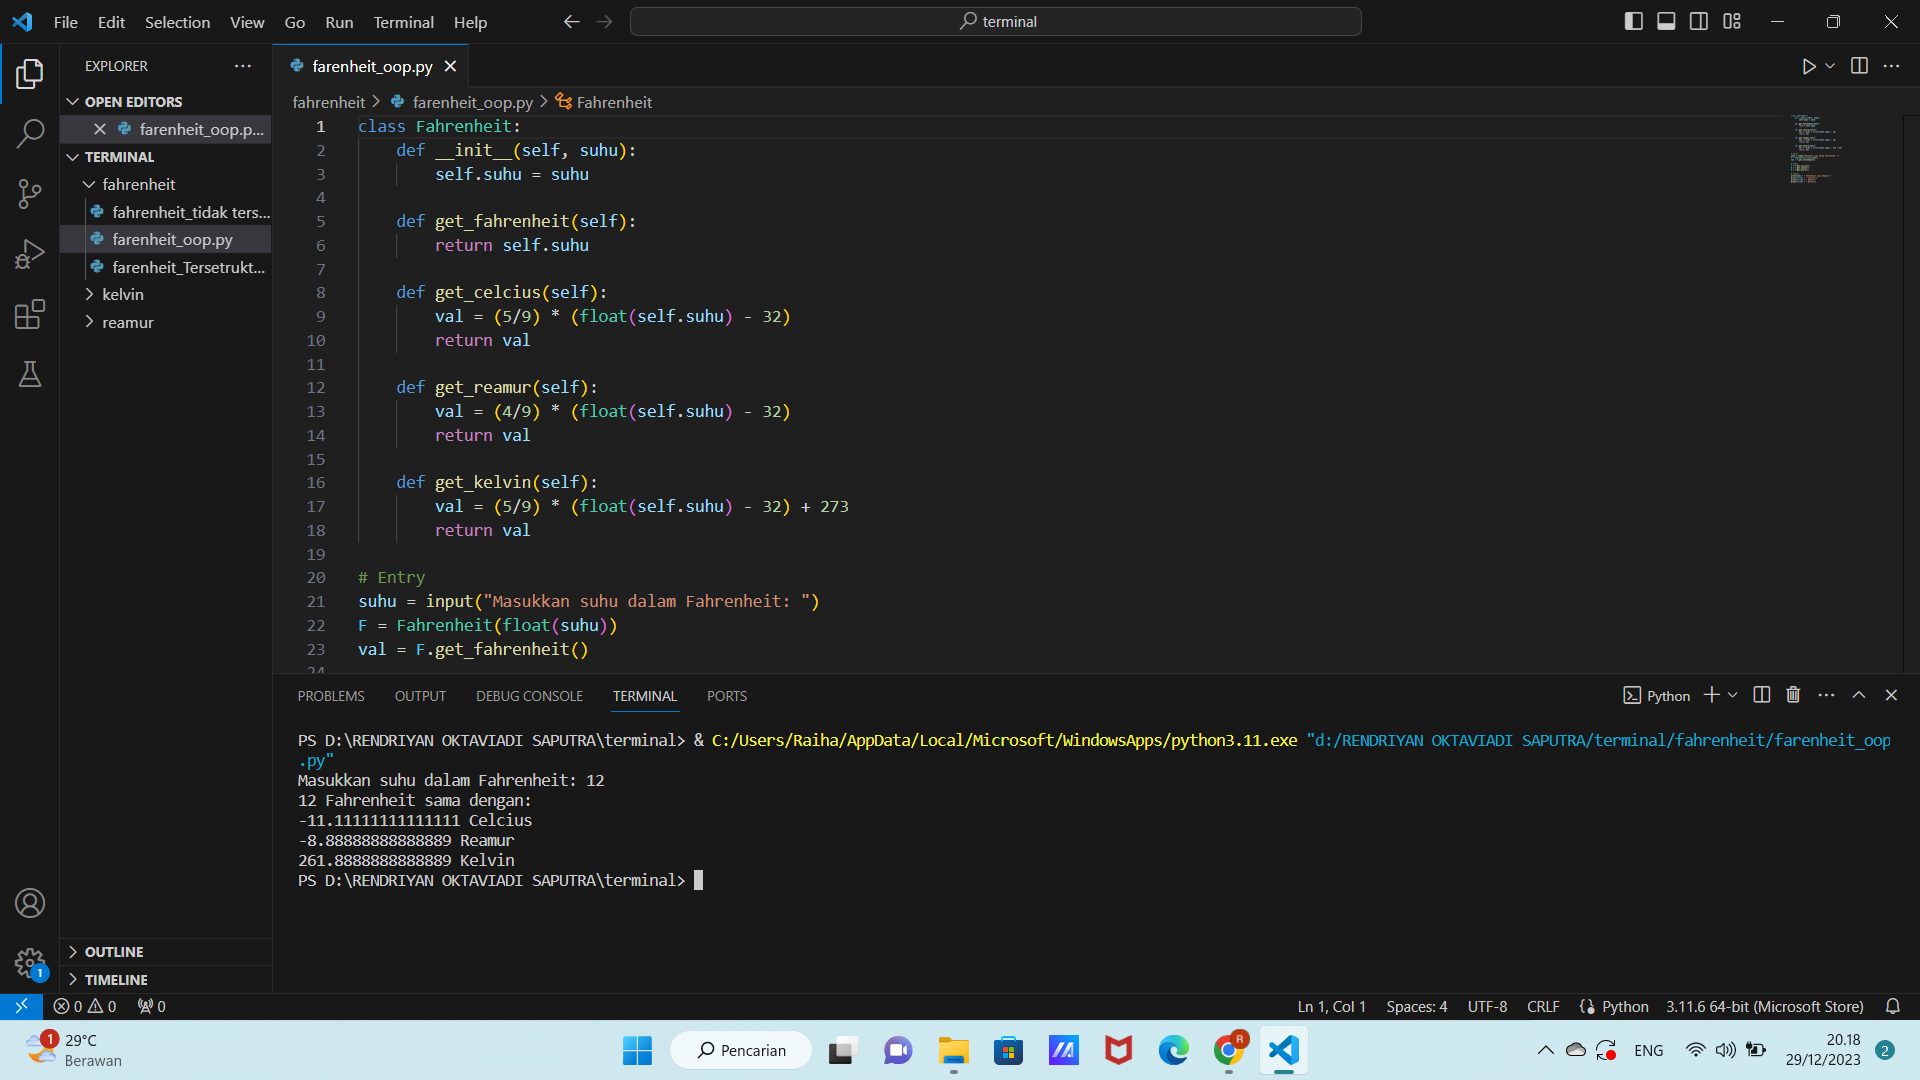 File Edit Selection View Go Run Terminal Help
terminal
EXPLORER
OPEN EDITORS
farenheit_oop.p...
TERMINAL
fahrenheit
fahrenheit_tidak ters...
farenheit_oop.py
farenheit_Tersetrukt...
kelvin
reamur
OUTLINE
TIMELINE
farenheit_oop.py
fahrenheit > farenheit_oop.py > Fahrenheit
1 class Fahrenheit:
2     def __init__(self, suhu):
3         self.suhu = suhu
4
5     def get_fahrenheit(self):
6         return self.suhu
7
8     def get_celcius(self):
9         val = (5/9) * (float(self.suhu) - 32)
10         return val
11
12     def get_reamur(self):
13         val = (4/9) * (float(self.suhu) - 32)
14         return val
15
16     def get_kelvin(self):
17         val = (5/9) * (float(self.suhu) - 32) + 273
18         return val
19
20 # Entry
21 suhu = input("Masukkan suhu dalam Fahrenheit: ")
22 F = Fahrenheit(float(suhu))
23 val = F.get_fahrenheit()
24
PROBLEMS OUTPUT DEBUG CONSOLE TERMINAL PORTS
Python
PS D:\RENDRIYAN OKTAVIADI SAPUTRA\terminal> & C:/Users/Raiha/AppData/Local/Microsoft/WindowsApps/python3.11.exe "d:/RENDRIYAN OKTAVIADI SAPUTRA/terminal/fahrenheit/farenheit_oop
.py"
Masukkan suhu dalam Fahrenheit: 12
12 Fahrenheit sama dengan:
-11.11111111111111 Celcius
-8.88888888888889 Reamur
261.8888888888889 Kelvin
PS D:\RENDRIYAN OKTAVIADI SAPUTRA\terminal>
1
0 0 0
Ln 1, Col 1 Spaces: 4 UTF-8 CRLF Python 3.11.6 64-bit (Microsoft Store)
1
29°C
Berawan
Pencarian
R
ENG
20.18
29/12/2023
2